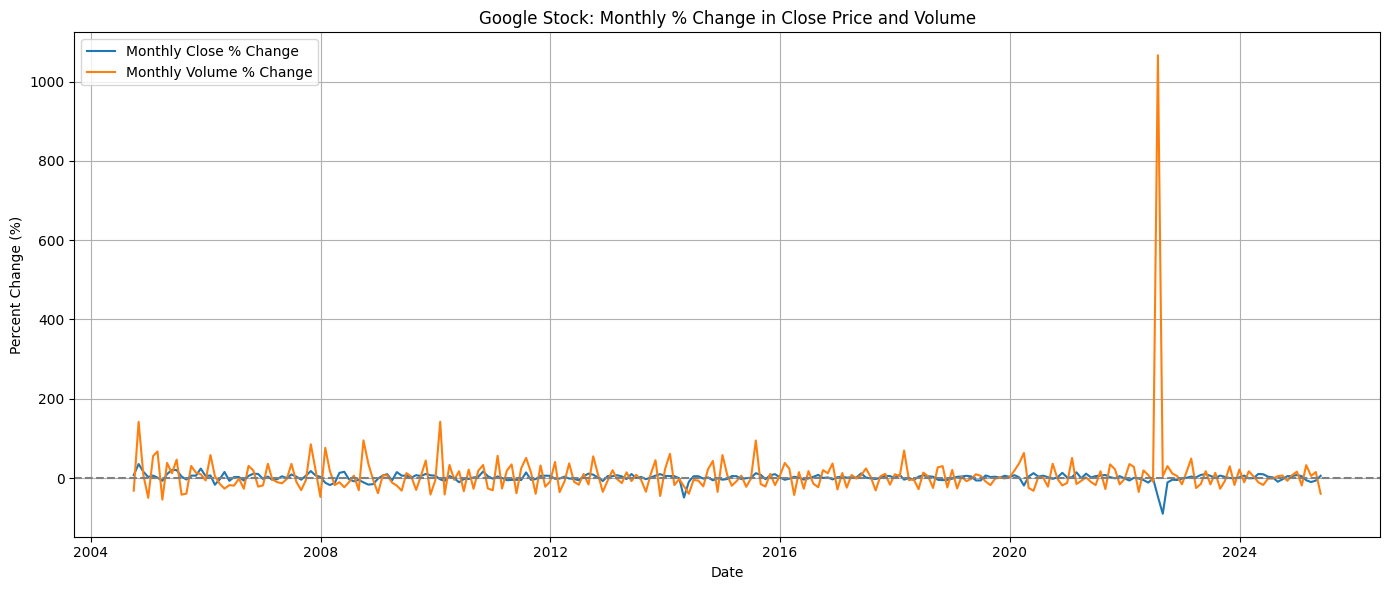 Google Stock: Monthly % Change in Close Price and Volume
Monthly Close % Change
Monthly Volume % Change
Percent Change (%)
1000
800
600
400
200
0
2004
2008
2012
2016
2020
2024
Date